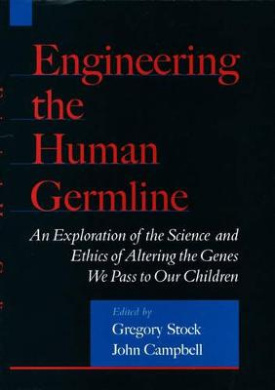 Engineering
the
Human
Germline
An Exploration of the Science and
Ethics of Altering the Genes
We Pass to Our Children
Edited by
Gregory Stock
John Campbell